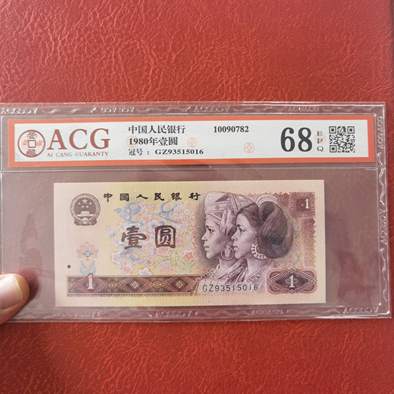 ACG
AI CANG GUARANTY
中国人民银行 10090782
1980年壹圆
冠号： GZ93515016
68 EPQ
中国人民银行
壹圆
1
1
1
GZ93515016